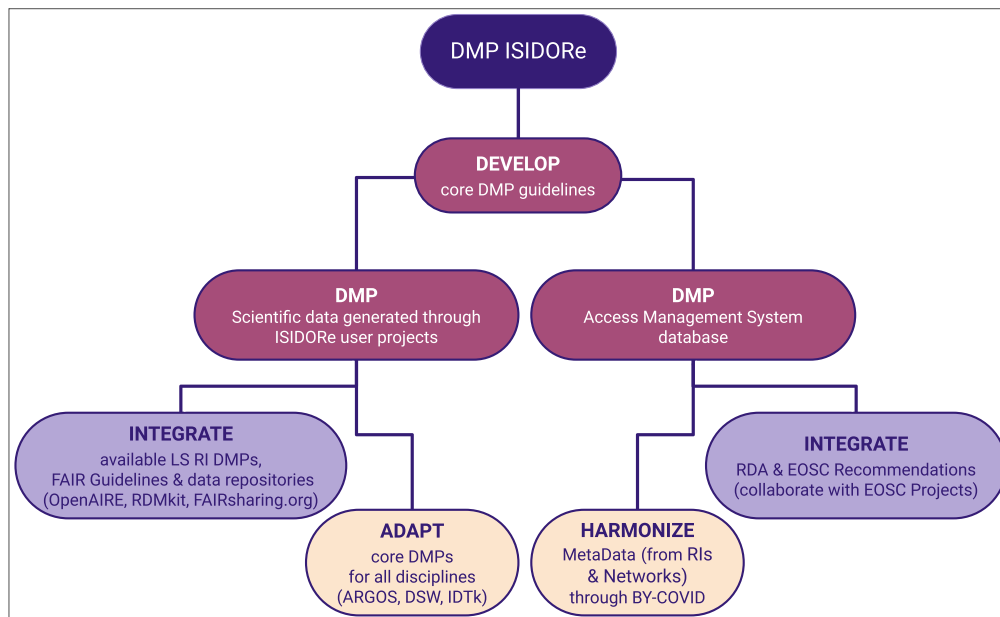 DMP ISIDORe
DEVELOP
core DMP guidelines
DMP
Scientific data generated through
ISIDORe user projects
DMP
Access Management System
database
INTEGRATE
available LS RI DMPs,
FAIR Guidelines & data repositories
(OpenAIRE, RDMkit, FAIRsharing.org)
INTEGRATE
RDA & EOSC Recommendations
(collaborate with EOSC Projects)
ADAPT
core DMPs
for all disciplines
(ARGOS, DSW, IDTk)
HARMONIZE
MetaData (from RIs
& Networks)
through BY-COVID